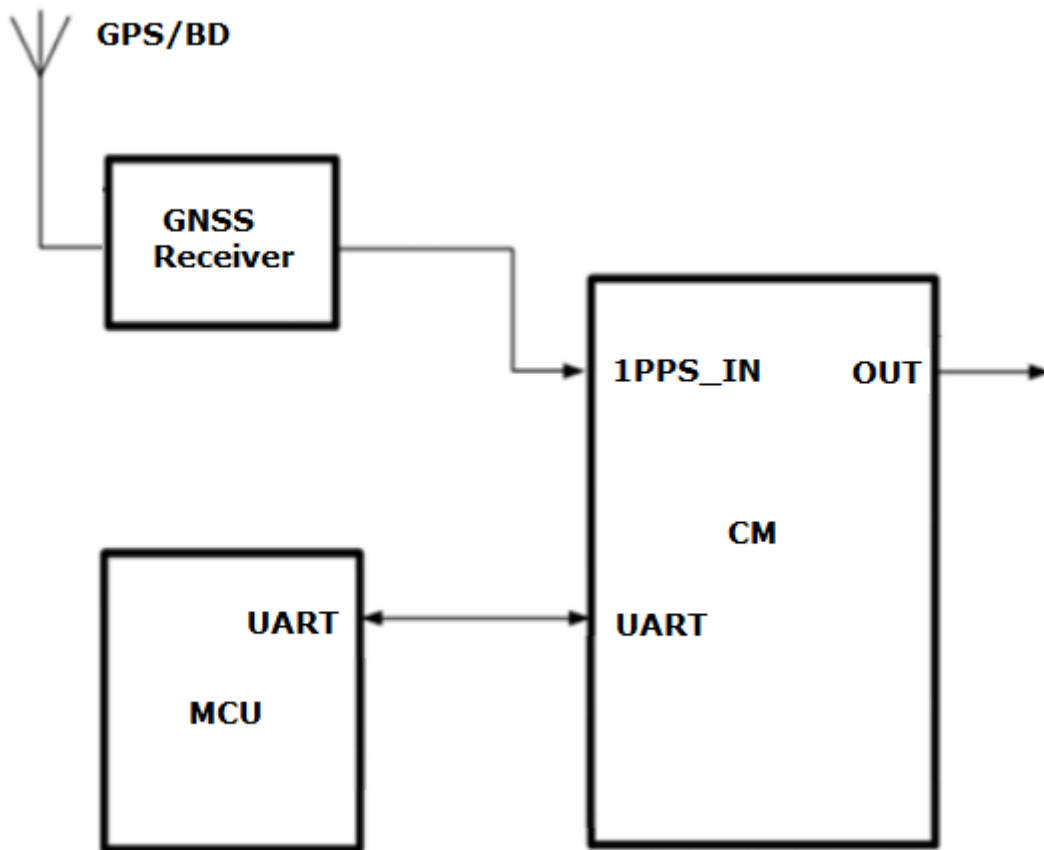 GPS/BD
GNSS
Receiver
1PPS_IN
OUT
CM
UART
UART
MCU